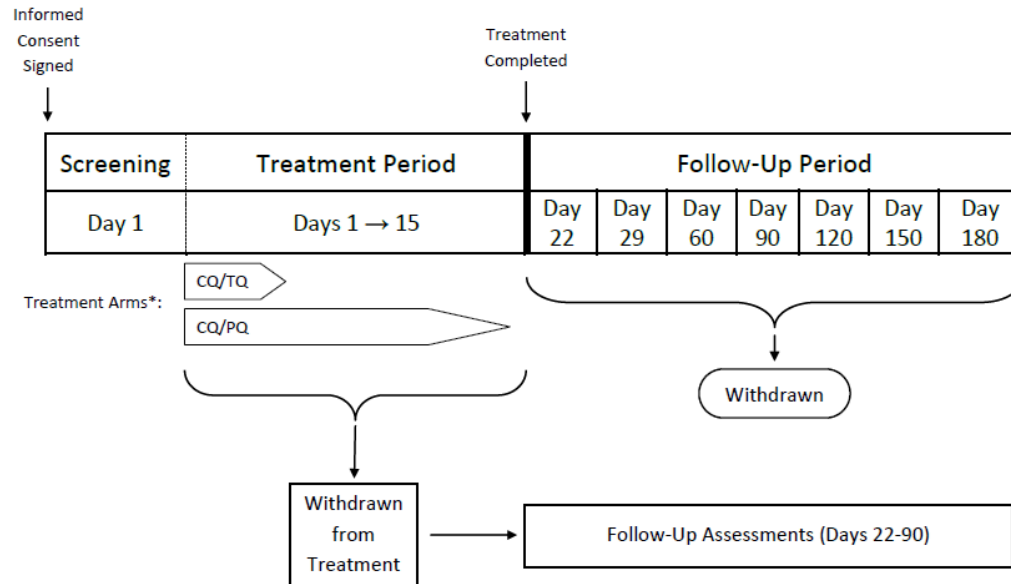 Informed
Consent
Signed
Treatment
Completed
Screening
Treatment Period
Follow-Up Period
Day 1
Days 1 → 15
Day
22
Day
29
Day
60
Day
90
Day
120
Day
150
Day
180
Treatment Arms*:
CQ/TQ
CQ/PQ
Withdrawn
Withdrawn
from
Treatment
Follow-Up Assessments (Days 22-90)